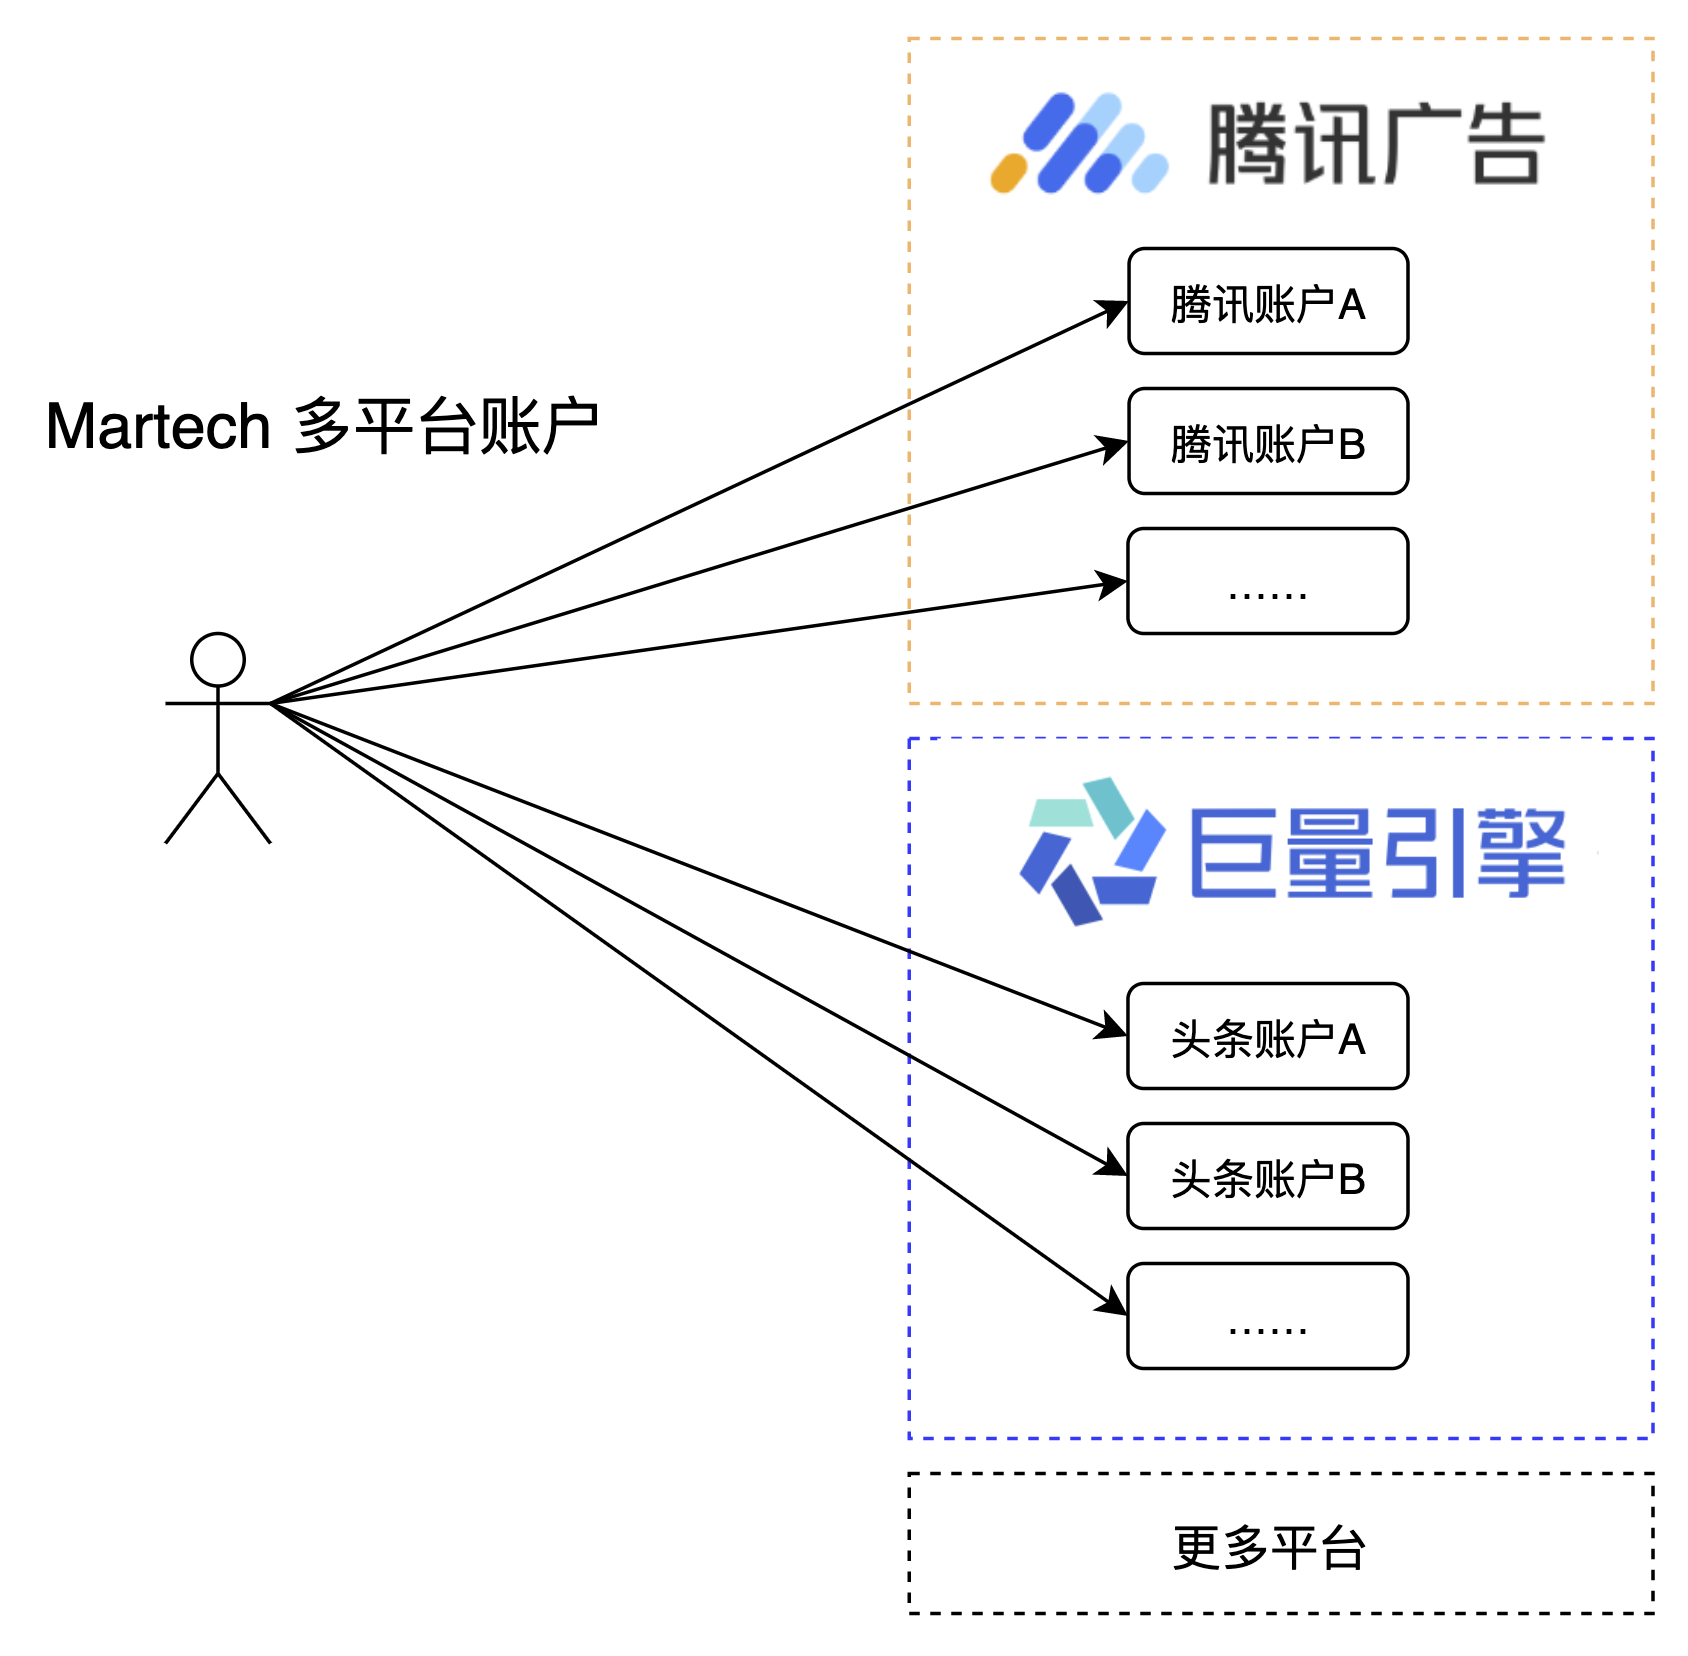 腾讯广告
腾讯账户A
Martech 多平台账户
腾讯账户B
......
巨量引擎
头条账户A
头条账户B
......
更多平台